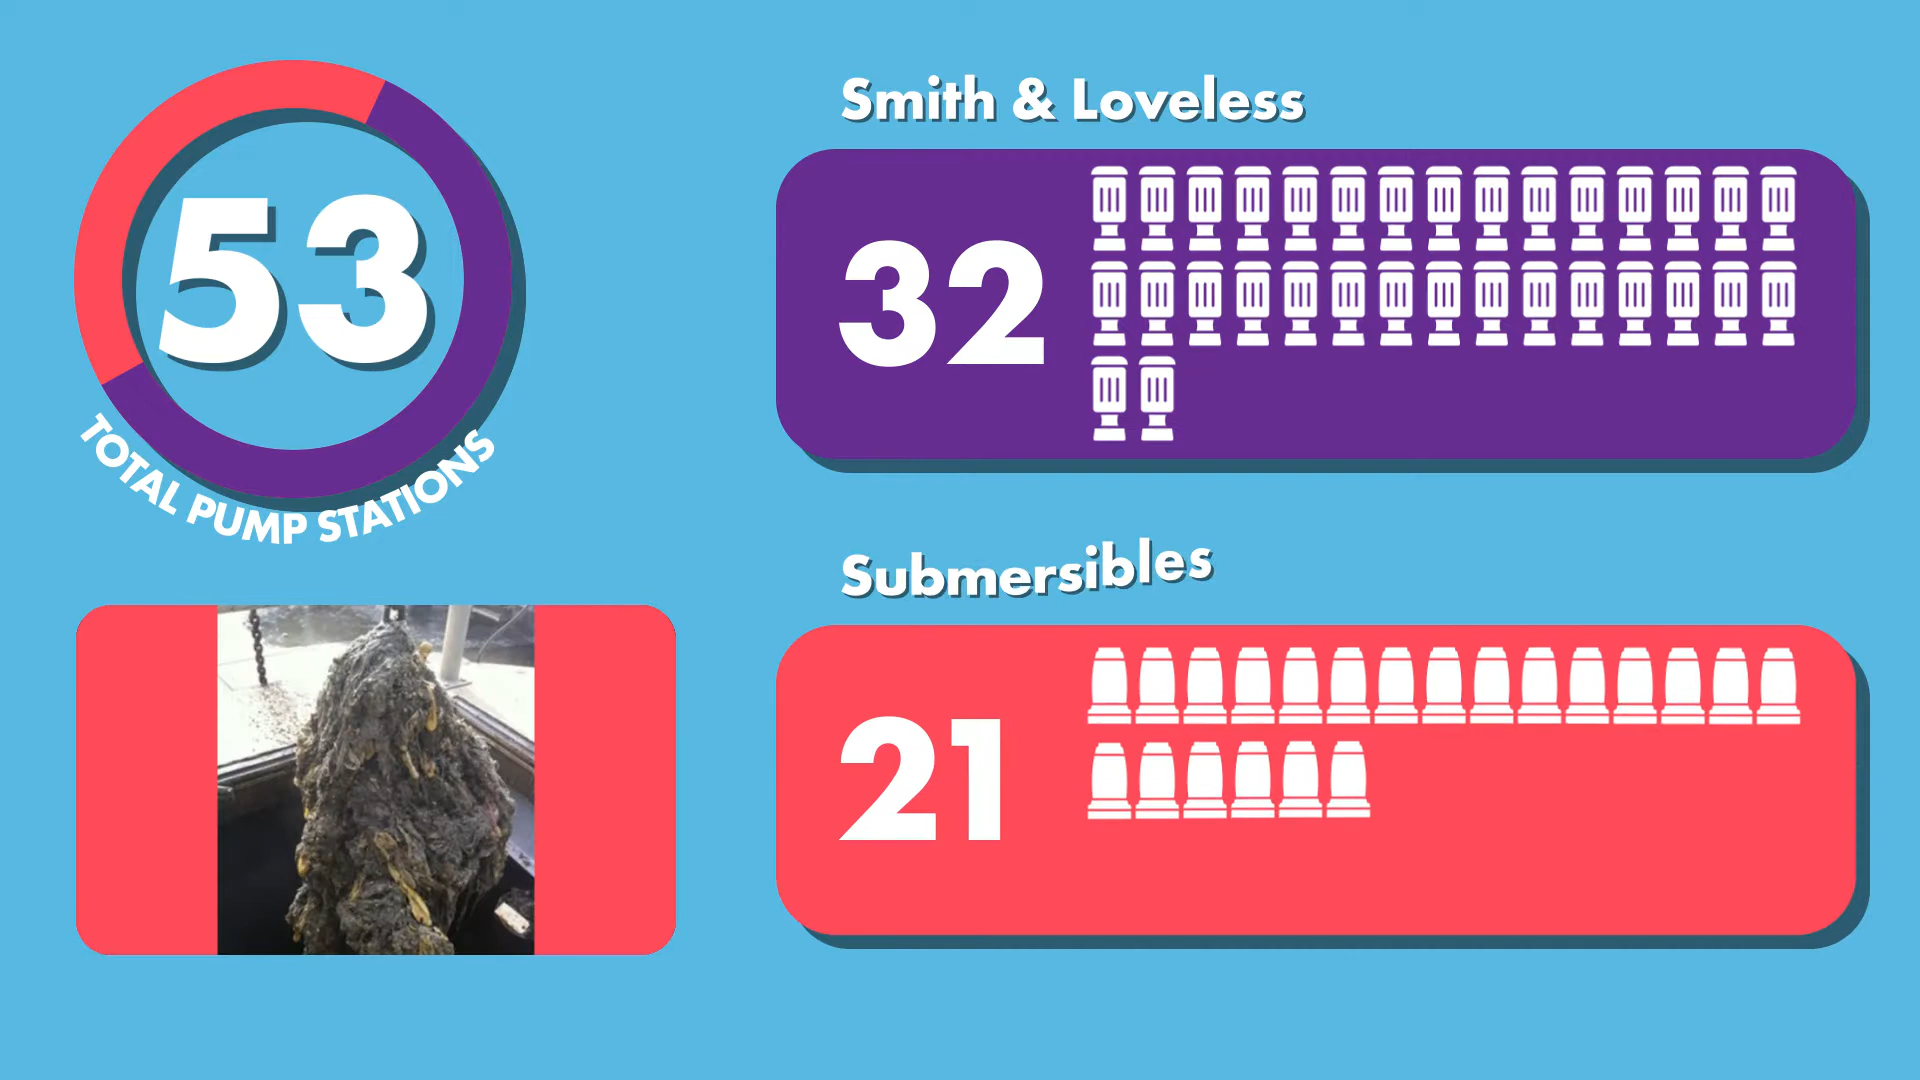 53
TOTAL PUMP STATIONS
Smith & Loveless
32
Submersibles
21